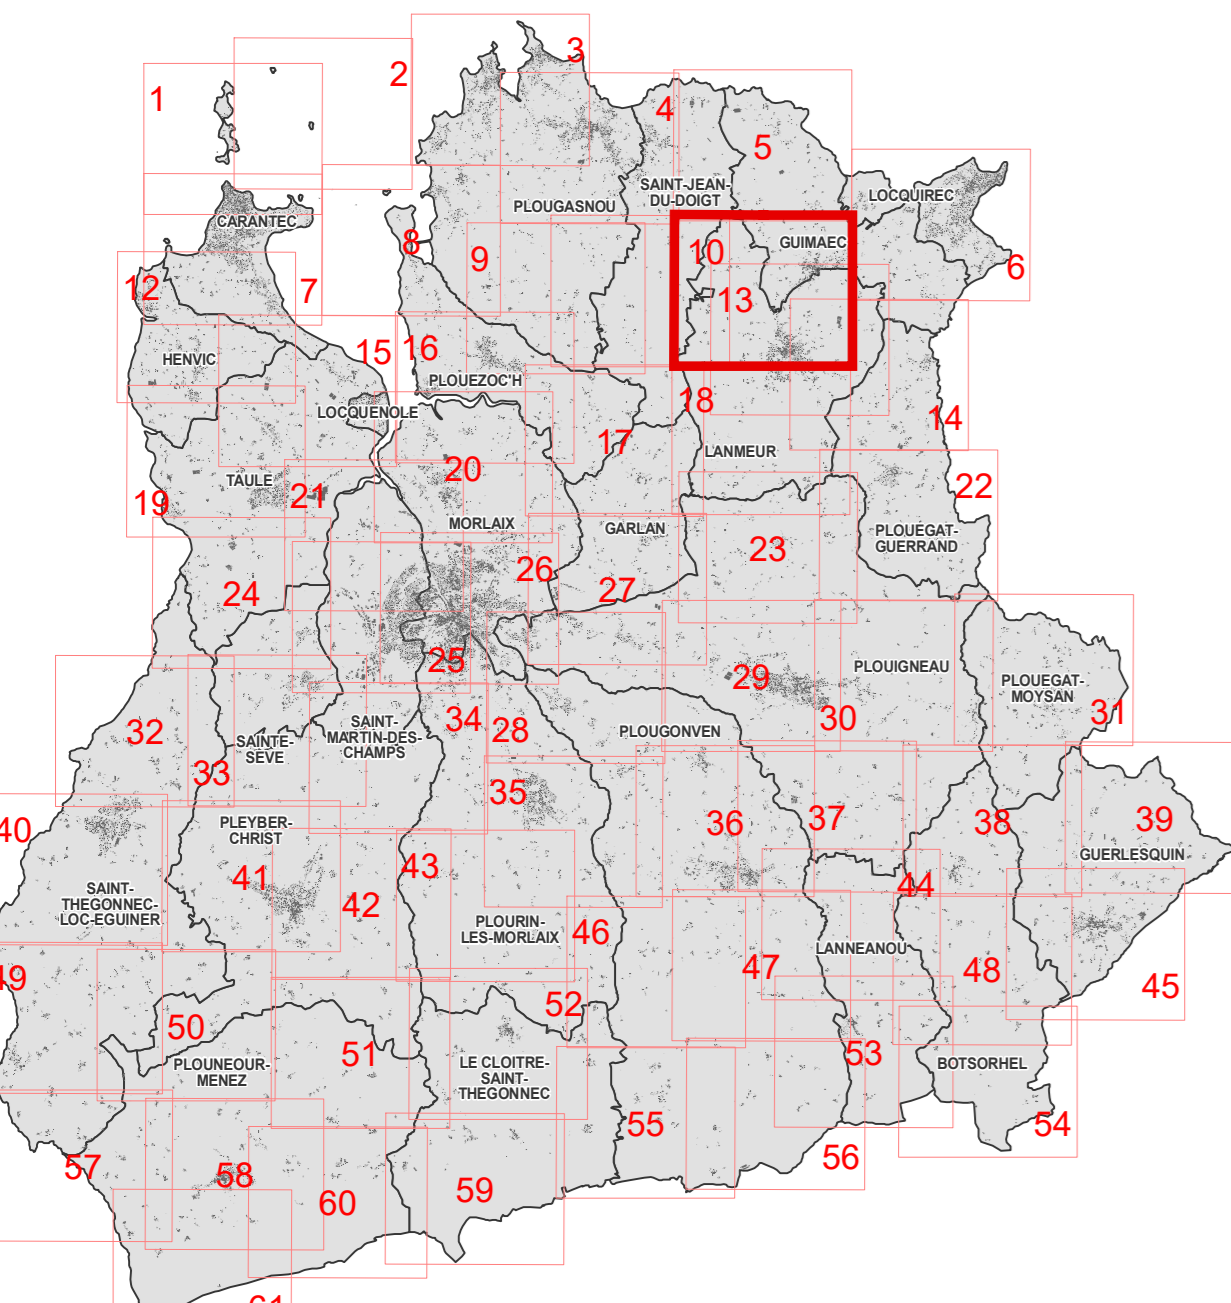 3
2
1
4
5
SAINT-JEAN-
DU-DOIGT
LOCQUIREC
PLOUGASNOU
CARANTEC
8
9
10
GUIMAEC
6
12
7
13
15
16
HENVIC
PLOUEZOC'H
18
LOCQUENOLE
14
17
LANMEUR
20
TAULE
21
22
19
MORLAIX
GARLAN
PLOUEGAT-
GUERRAND
23
26
24
27
25
PLOUIGNEAU
29
PLOUEGAT-
MOYSAN
31
34
28
30
32
SAINT-
MARTIN-DES-
CHAMPS
PLOUGONVEN
SAINTE-
SEVE
33
35
40
PLEYBER-
CHRIST
36
37
38
39
GUERLESQUIN
41
43
44
42
SAINT-
THEGONNEC-
LOC-EGUINER
PLOURIN-
LES-MORLAIX
46
LANNEANOU
47
48
49
45
52
50
51
53
PLOUNEOUR-
MENEZ
LE CLOITRE-
SAINT-
THEGONNEC
BOTSORHEL
55
54
57
56
58
59
60
61